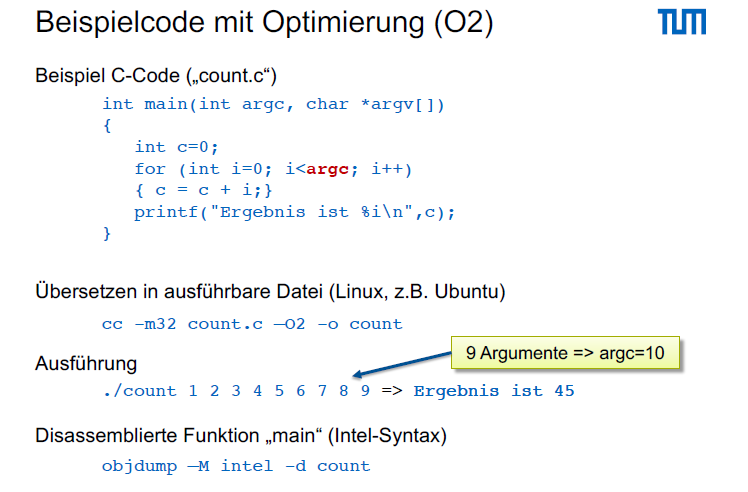 Beispielcode mit Optimierung (O2)
TUM
Beispiel C-Code („count.c“)
int main(int argc, char *argv[])
{
int c=0;
for (int i=0; i<argc; i++)
{ c = c + i;}
printf("Ergebnis ist %i\n",c);
}
Übersetzen in ausführbare Datei (Linux, z.B. Ubuntu)
cc -m32 count.c –O2 -o count
9 Argumente => argc=10
Ausführung
./count 1 2 3 4 5 6 7 8 9 => Ergebnis ist 45
Disassemblierte Funktion „main“ (Intel-Syntax)
objdump –M intel -d count